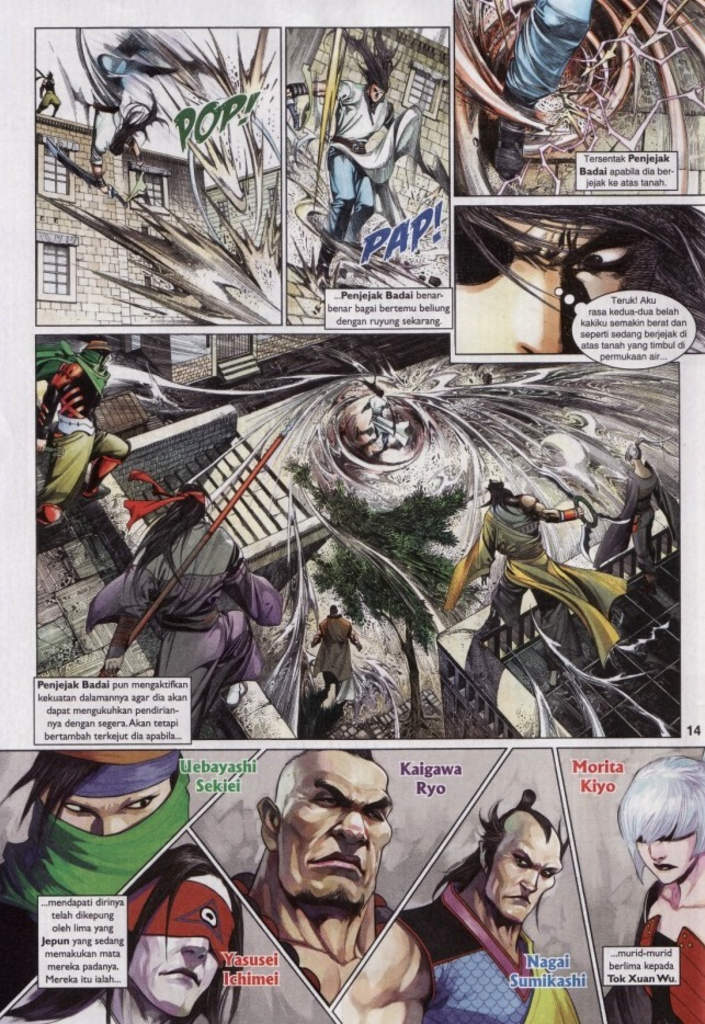 POP!
PAP!
...Penjejak Badai benar-
benar bagai bertemu beliung
dengan ruyung sekarang.
Tersentak Penjejak
Badai apabila dia ber-
jejak ke atas tanah.
Teruk! Aku
rasa kedua-dua belah
kakiku semakin berat dan
seperti sedang berjejak di
atas tanah yang timbul di
permukaan air...
Penjejak Badai pun mengaktifkan
kekuatan dalamannya agar dia akan
dapat mengukuhkan pendirian-
nya dengan segera. Akan tetapi
bertambah terkejut dia apabila...
14
Uebayashi
Sekiei
Kaigawa
Ryo
Morita
Kiyo
...mendapati dirinya
telah dikepung
oleh lima yang
Jepun yang sedang
memakukan mata
mereka padanya.
Mereka itu ialah...
Yasusei
Ichimei
Nagai
Sumikashi
...murid-murid
berlima kepada
Tok Xuan Wu.